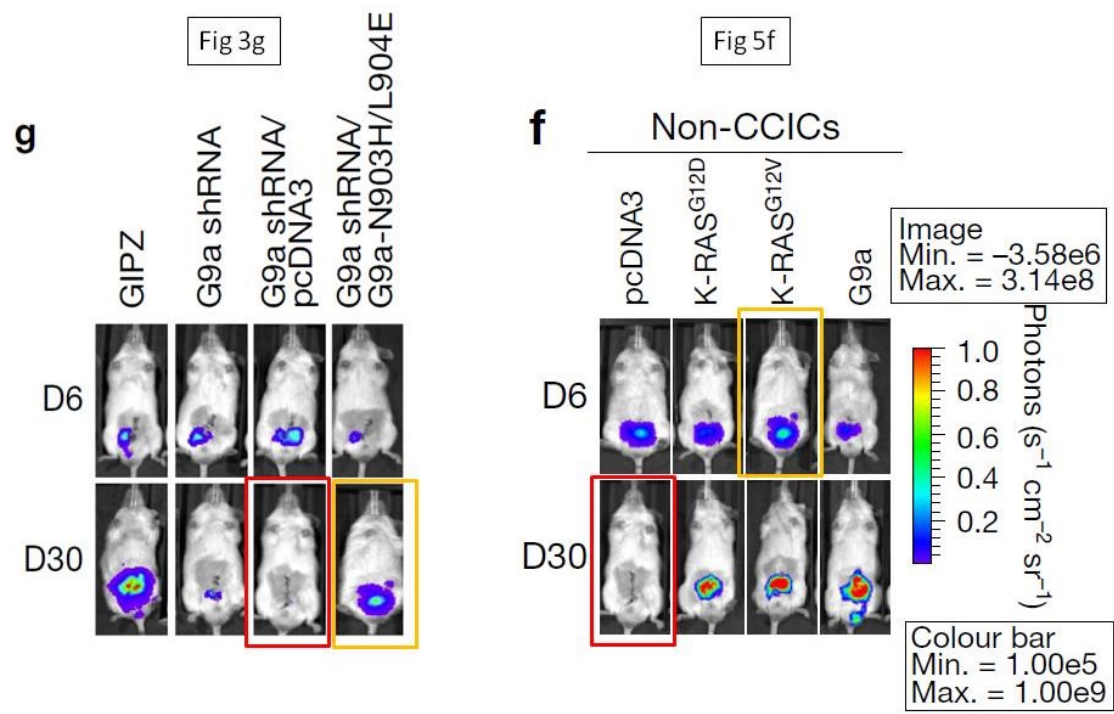 Fig 3g
Fig 5f
g
GIPZ
G9a shRNA
G9a shRNA/
pcDNA3
G9a shRNA/
G9a-N903H/L904E
D6
D30
f
Non-CCICs
pcDNA3
K-RASG12D
K-RASG12V
G9a
D6
D30
Image
Min. = –3.58e6
Max. = 3.14e8
1.0
0.8
0.6
0.4
0.2
Photons (s⁻¹ cm⁻² sr⁻¹)
Colour bar
Min. = 1.00e5
Max. = 1.00e9